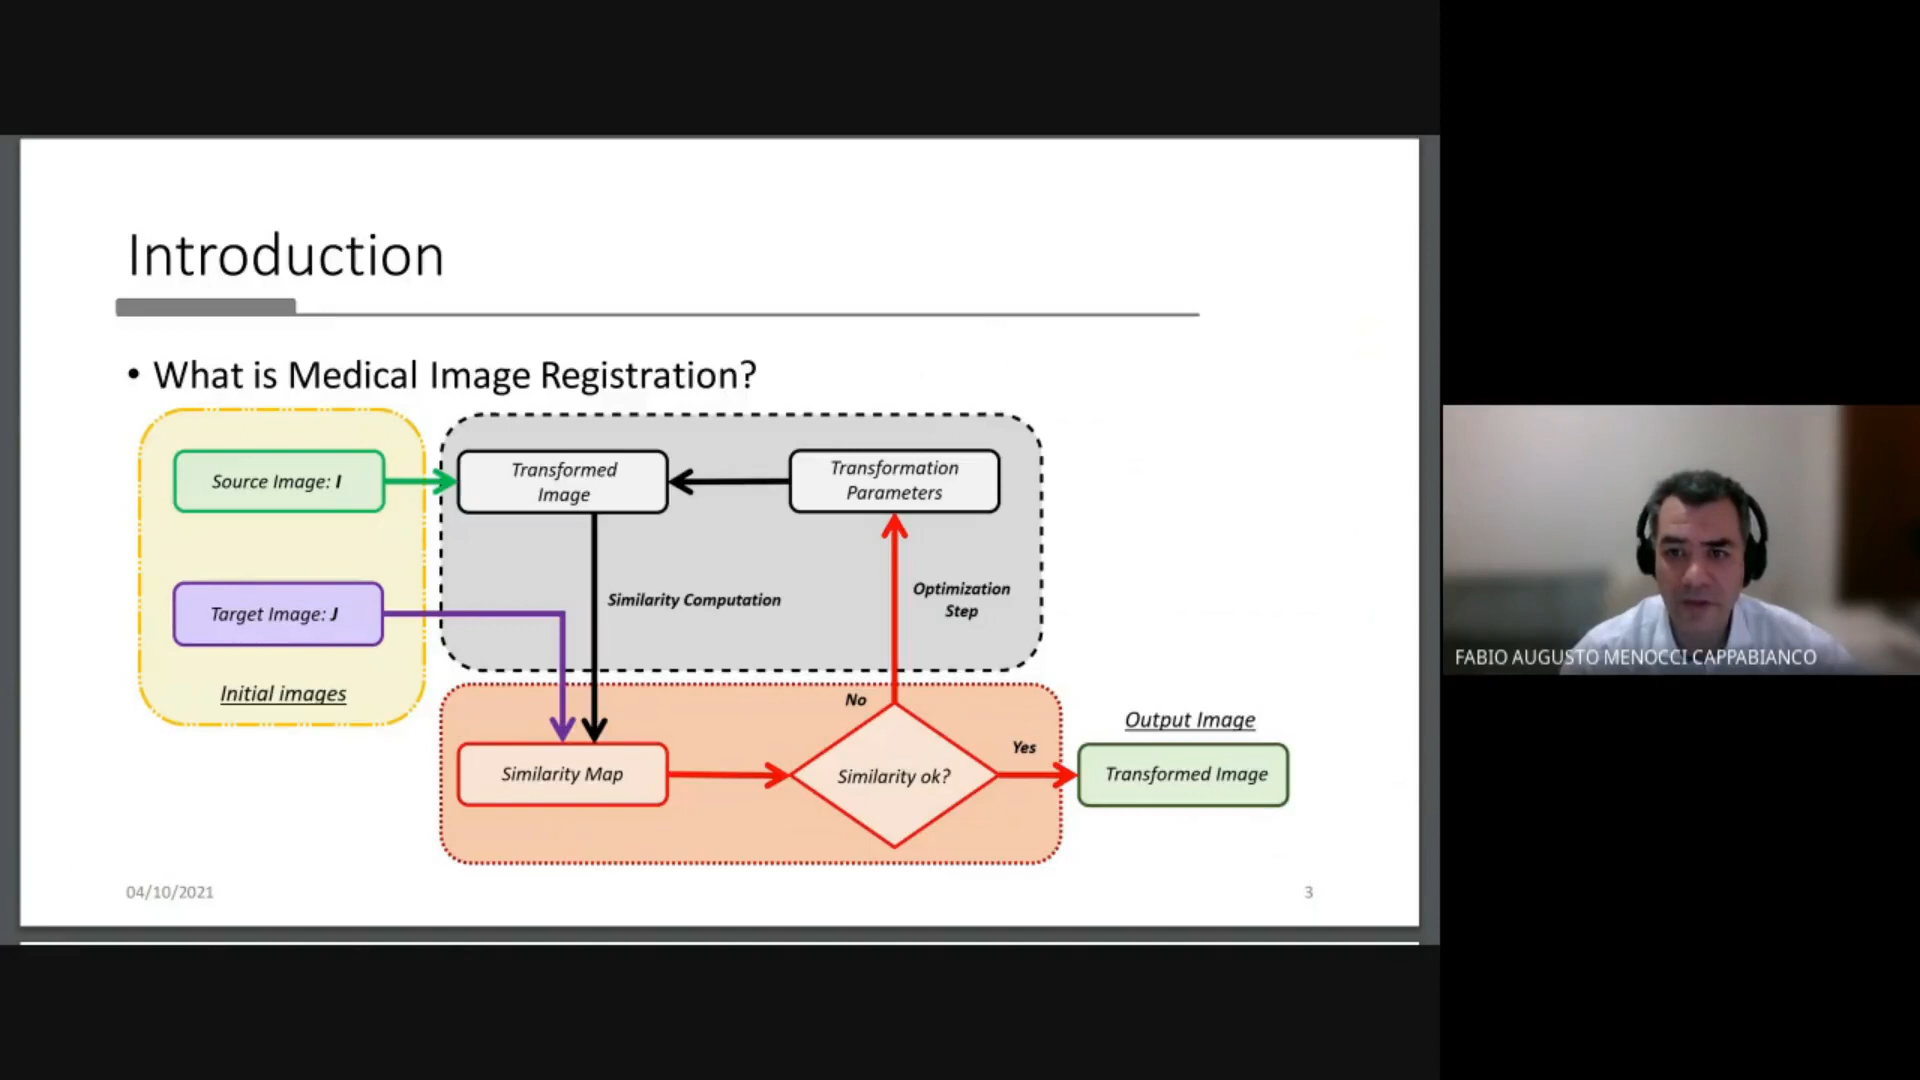 Introduction
• What is Medical Image Registration?
Source Image: I
Transformed
Image
Transformation
Parameters
Target Image: J
Similarity Computation
Optimization
Step
Initial images
No
Output Image
Yes
Similarity Map
Similarity ok?
Transformed Image
04/10/2021
3
FABIO AUGUSTO MENOCCI CAPPABIANCO